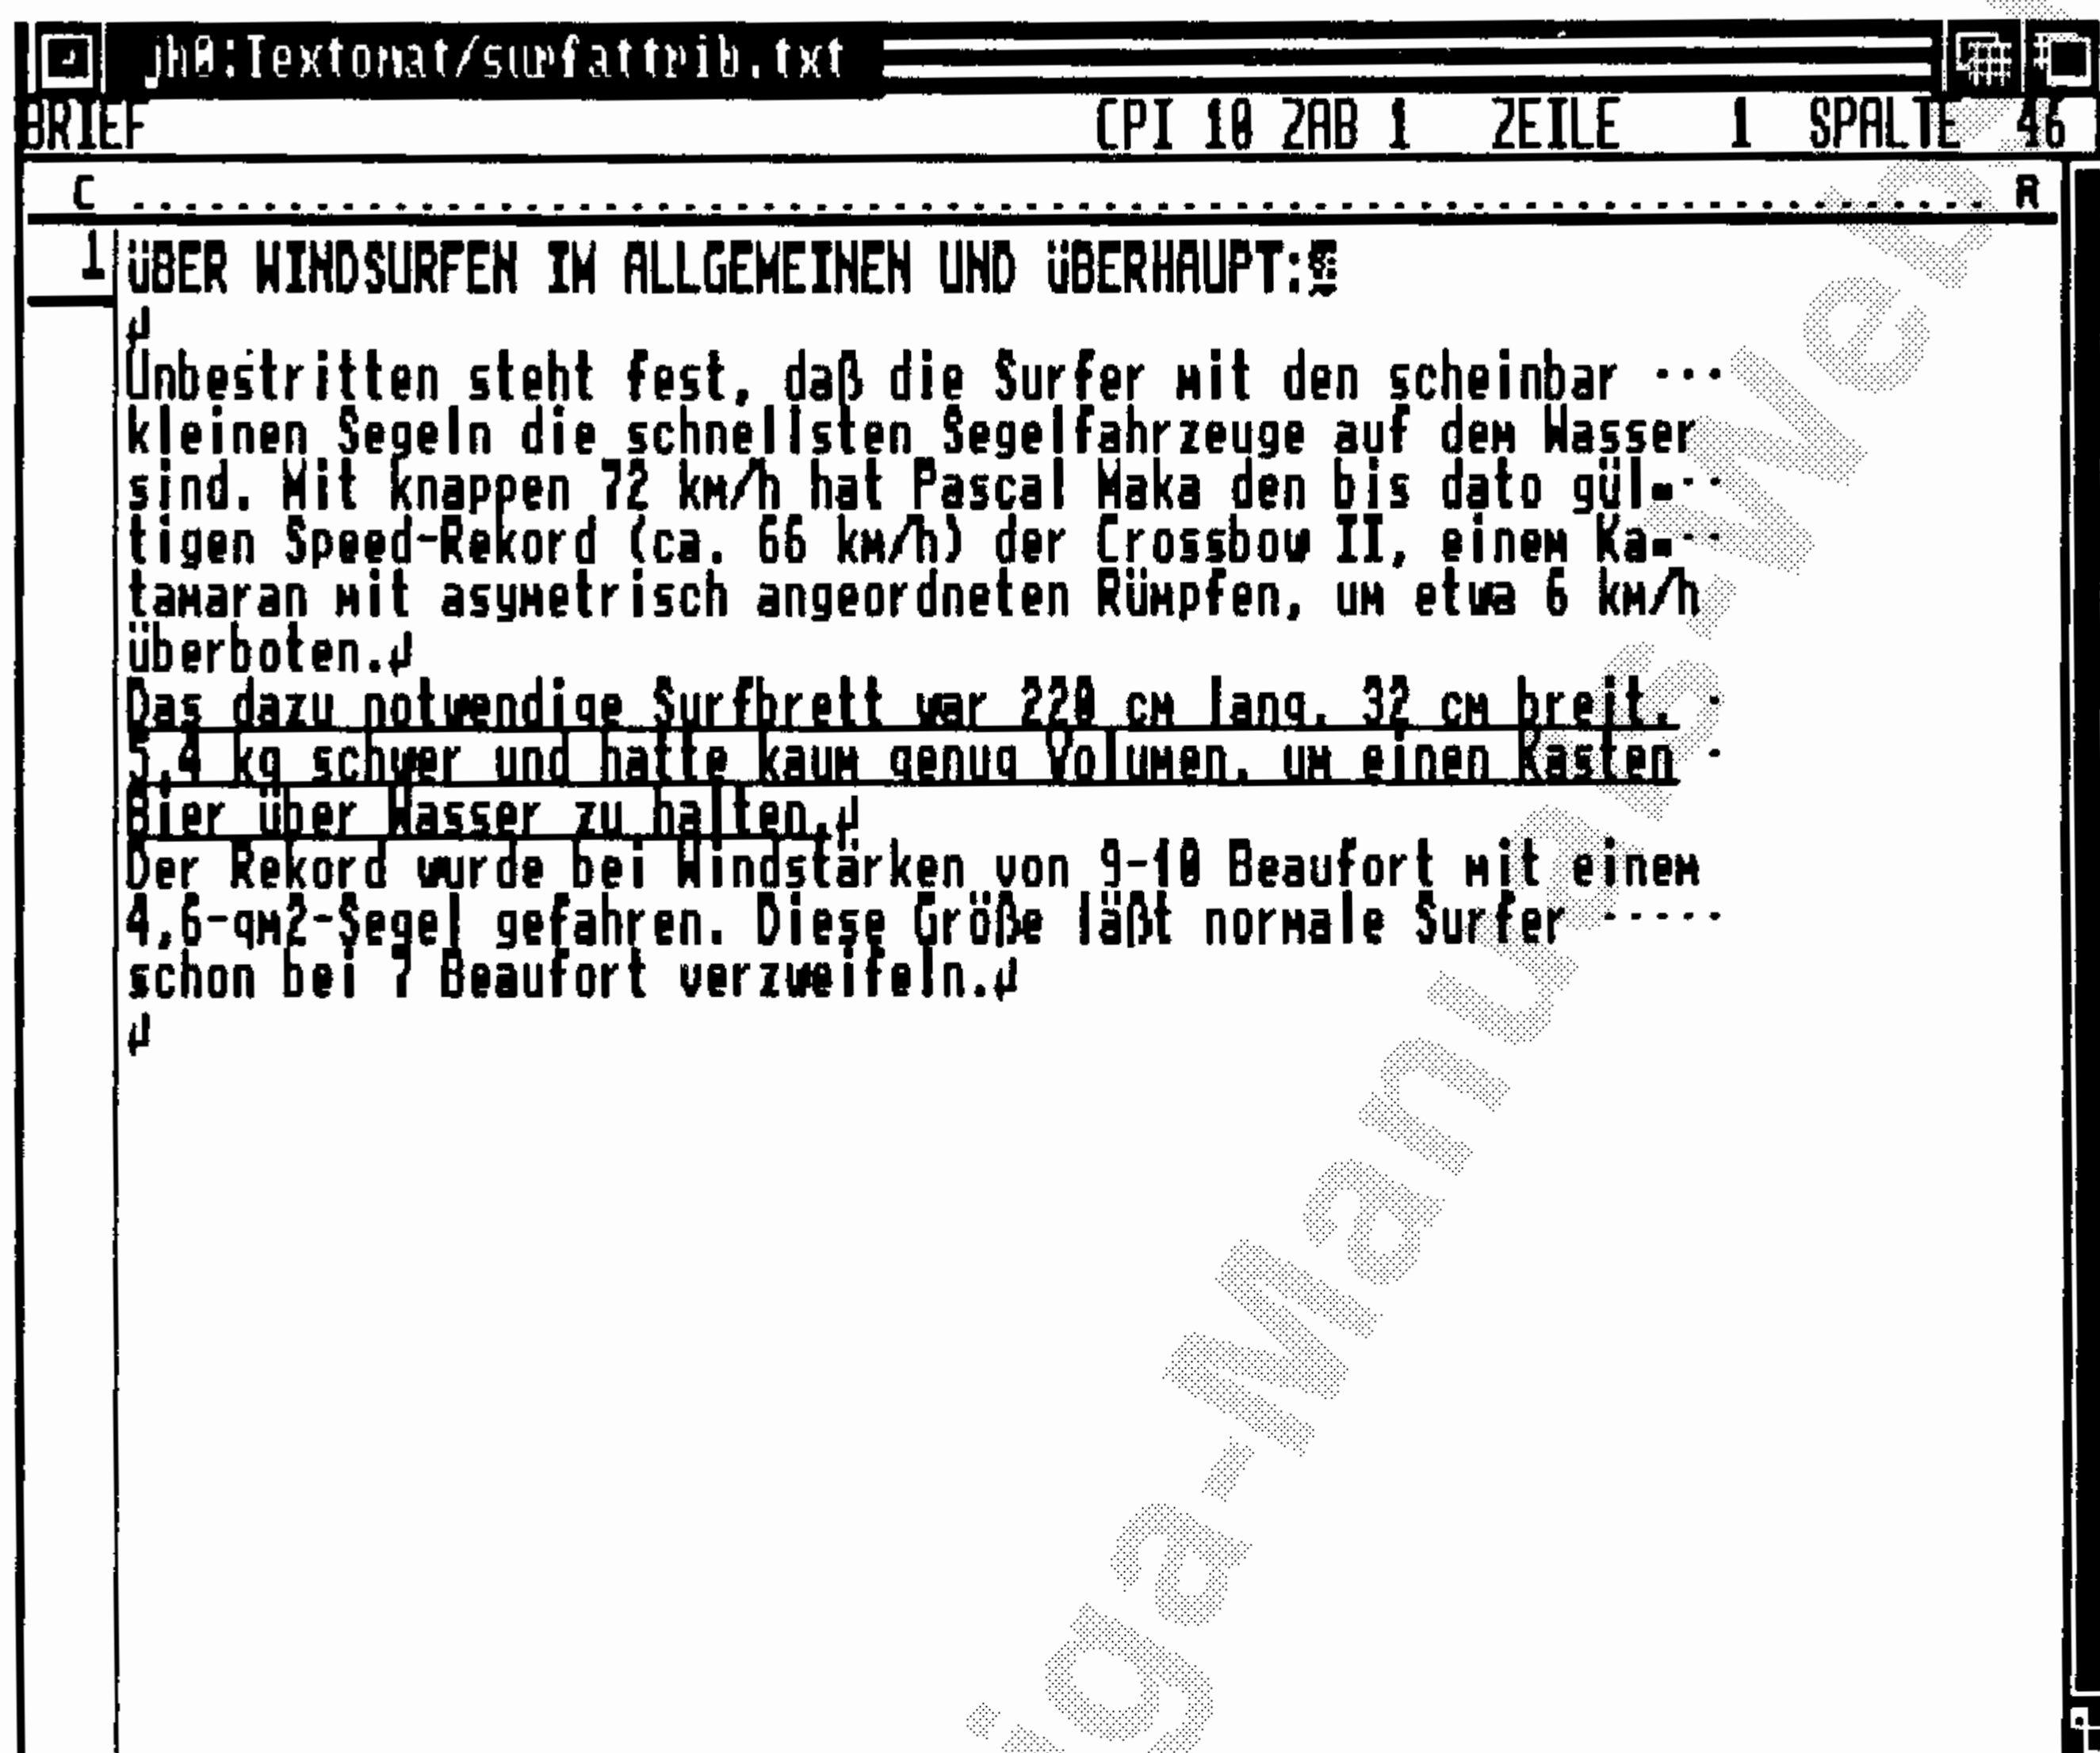 jh0:Textomat/surfattrib.txt
BRIEF CPI 10 ZAB 1 ZEILE 1 SPALTE 46
C R
1 üBER WINDSURFEN IM ALLGEMEINEN UND üBERHAUPT:
Unbestritten steht fest, daß die Surfer mit den scheinbar ···
kleinen Segeln die schnellsten Segelfahrzeuge auf dem Wasser
sind. Mit knappen 72 km/h hat Pascal Maka den bis dato gül-··
tigen Speed-Rekord (ca. 66 km/h) der Crossbow II, einem Ka-··
tamaran mit asymetrisch angeordneten Rümpfen, um etwa 6 km/h
überboten.↲
Das dazu notwendige Surfbrett war 220 cm lang, 32 cm breit, ·
5,4 kg schwer und hatte kaum genug Volumen, um einen Kasten ·
Bier über Wasser zu halten.↲
Der Rekord wurde bei Windstärken von 9-10 Beaufort mit einem
4,6-qm2-Segel gefahren. Diese Größe läßt normale Surfer ·····
schon bei 7 Beaufort verzweifeln.↲
iga-Manuals-Web